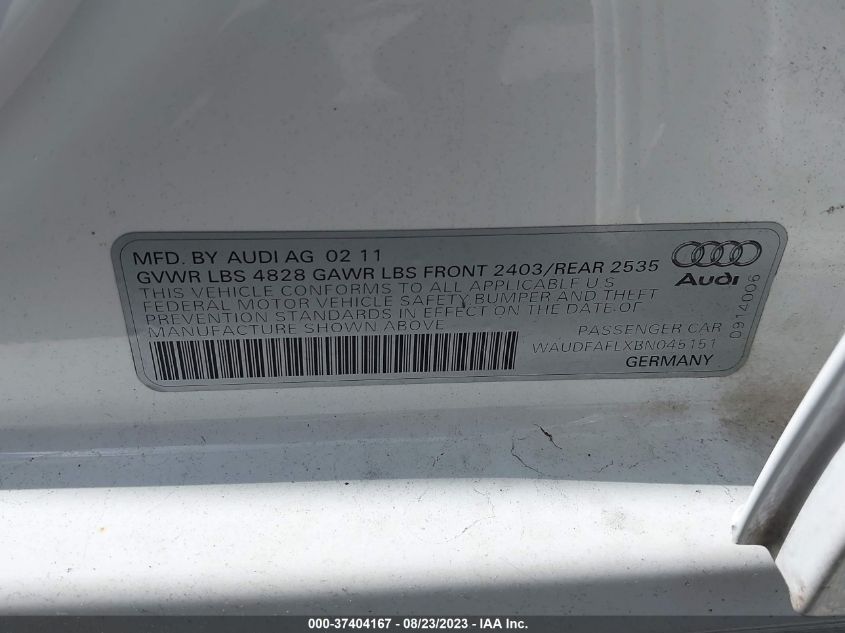 MFD. BY AUDI AG 02 11
GVWR LBS 4828 GAWR LBS FRONT 2403/REAR 2535
THIS VEHICLE CONFORMS TO ALL APPLICABLE U S
FEDERAL MOTOR VEHICLE SAFETY,BUMPER AND THEFT
PREVENTION STANDARDS IN EFFECT ON THE DATE OF
MANUFACTURE SHOWN ABOVE
PASSENGER CAR
WAUDFAFLXBN045151
GERMANY
Audi
0914006
000-37404167 - 08/23/2023 - IAA Inc.